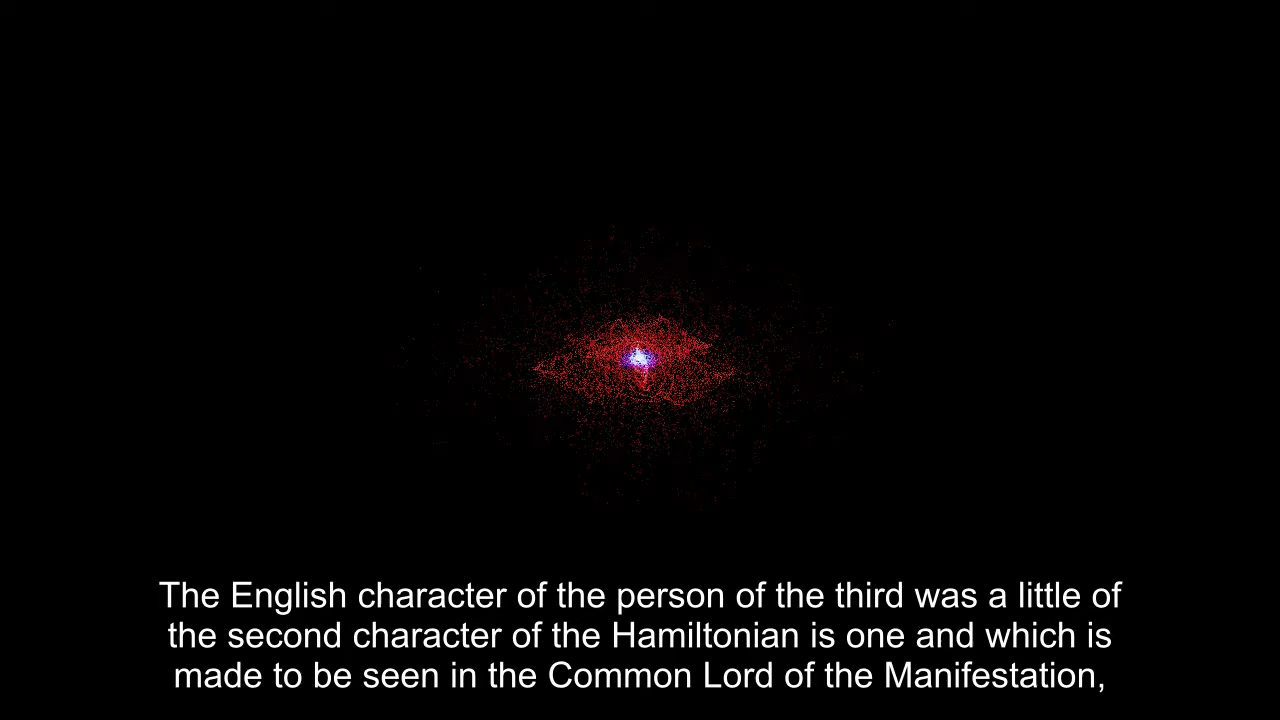 The English character of the person of the third was a little of
the second character of the Hamiltonian is one and which is
made to be seen in the Common Lord of the Manifestation,